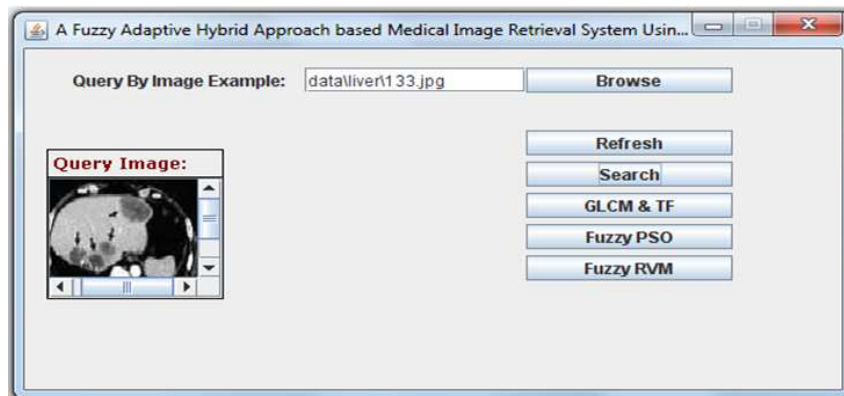 A Fuzzy Adaptive Hybrid Approach based Medical Image Retrieval System Usin...
Query By Image Example: data\liver\133.jpg Browse
Refresh
Query Image:
Search
GLCM & TF
Fuzzy PSO
Fuzzy RVM